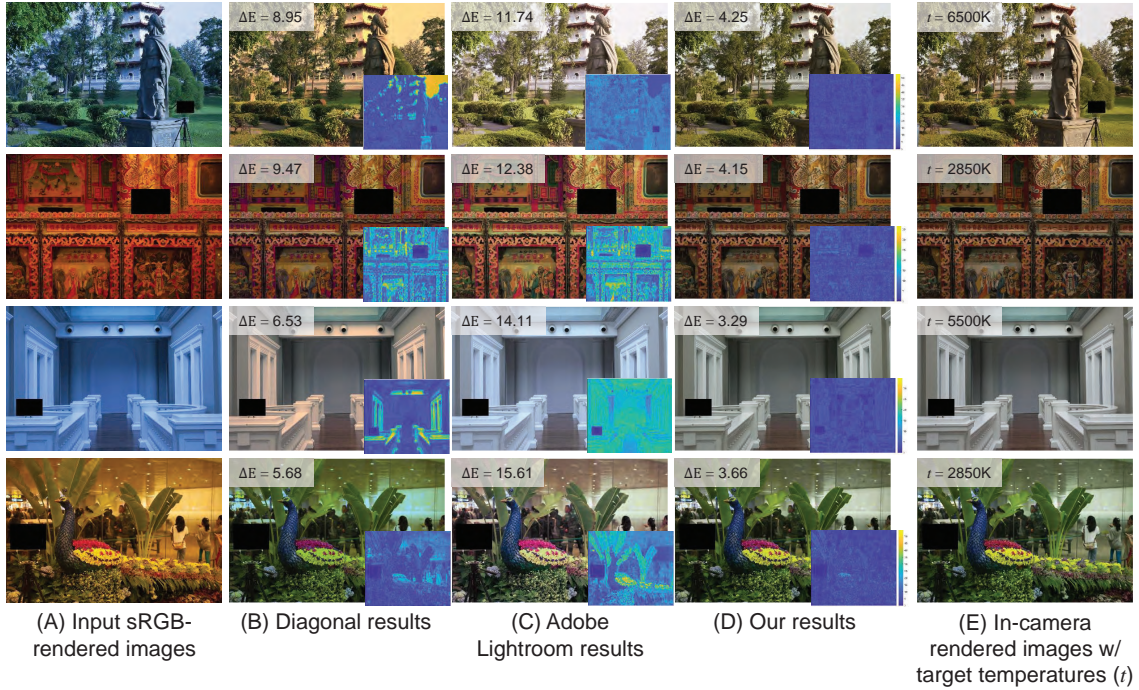 ΔE = 8.95
ΔE = 11.74
ΔE = 4.25
t = 6500K
ΔE = 9.47
ΔE = 12.38
ΔE = 4.15
t = 2850K
ΔE = 6.53
ΔE = 14.11
ΔE = 3.29
t = 5500K
ΔE = 5.68
ΔE = 15.61
ΔE = 3.66
t = 2850K
(A) Input sRGB-
rendered images
(B) Diagonal results
(C) Adobe
Lightroom results
(D) Our results
(E) In-camera
rendered images w/
target temperatures (t)